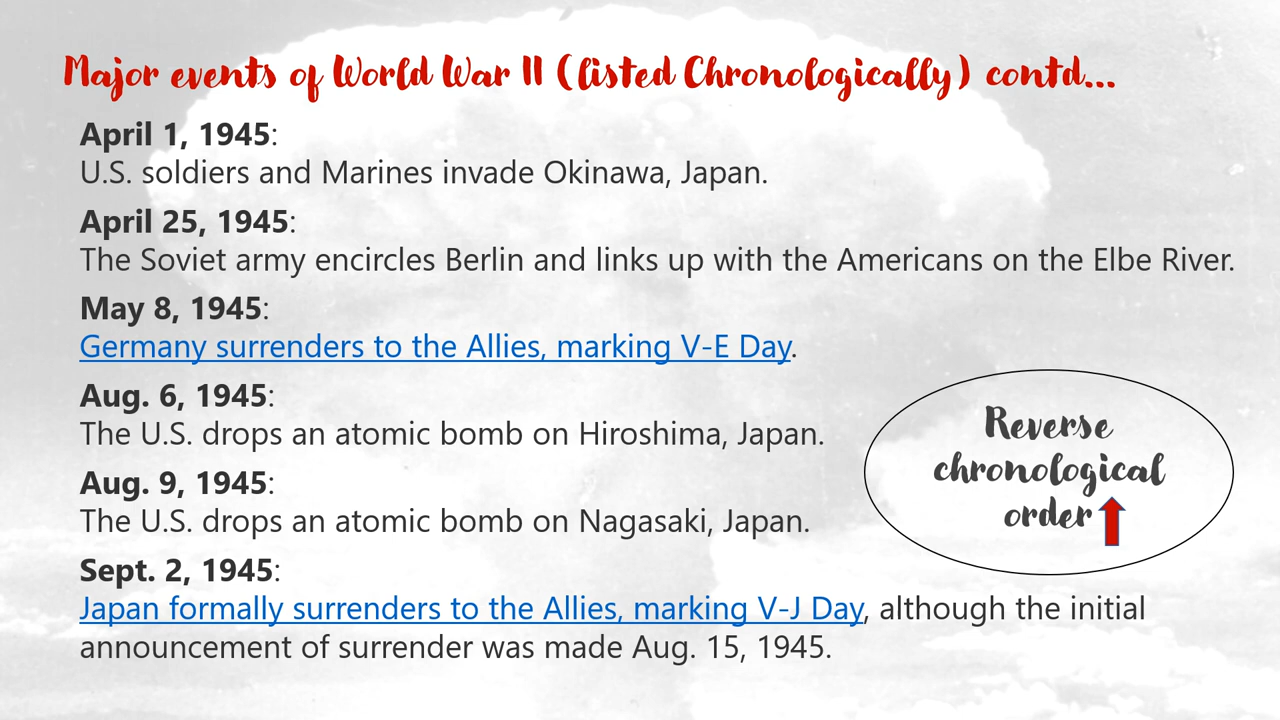 Major events of World War II (listed Chronologically) contd...
April 1, 1945:
U.S. soldiers and Marines invade Okinawa, Japan.
April 25, 1945:
The Soviet army encircles Berlin and links up with the Americans on the Elbe River.
May 8, 1945:
Germany surrenders to the Allies, marking V-E Day.
Aug. 6, 1945:
The U.S. drops an atomic bomb on Hiroshima, Japan.
Aug. 9, 1945:
The U.S. drops an atomic bomb on Nagasaki, Japan.
Sept. 2, 1945:
Japan formally surrenders to the Allies, marking V-J Day, although the initial
announcement of surrender was made Aug. 15, 1945.
Reverse
chronological
order